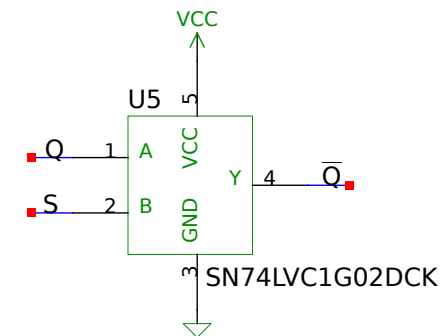 VCC
U5
5
Q 1 A
VCC
Y 4 Q̅
S 2 B
GND
3
SN74LVC1G02DCK